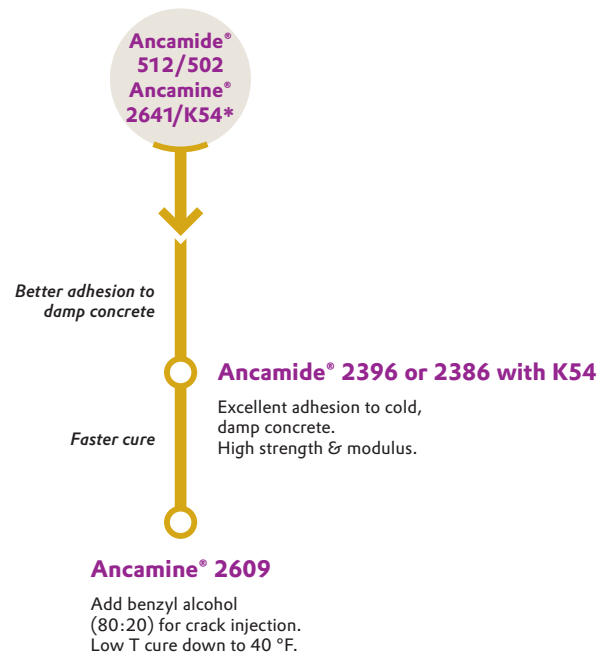 Ancamide®
512/502
Ancamine®
2641/K54*
Better adhesion to
damp concrete
Ancamide® 2396 or 2386 with K54
Excellent adhesion to cold,
damp concrete.
High strength & modulus.
Faster cure
Ancamine® 2609
Add benzyl alcohol
(80:20) for crack injection.
Low T cure down to 40 °F.